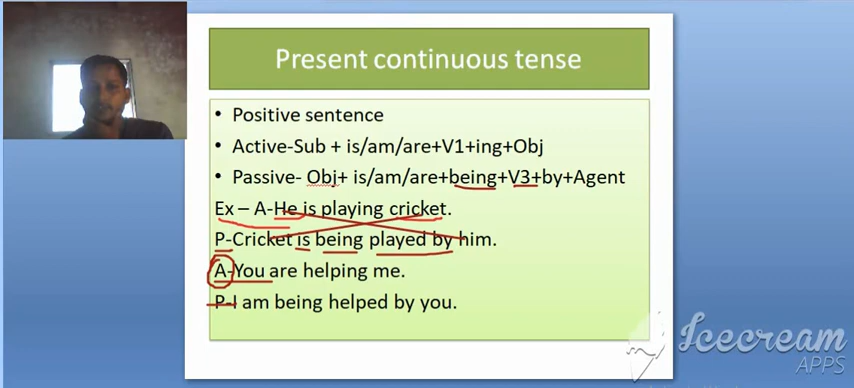 Present continuous tense
• Positive sentence
• Active-Sub + is/am/are+V1+ing+Obj
• Passive- Obj+ is/am/are+being+V3+by+Agent
Ex – A-He is playing cricket.
P-Cricket is being played by him.
A-You are helping me.
P-I am being helped by you.
Icecream
APPS